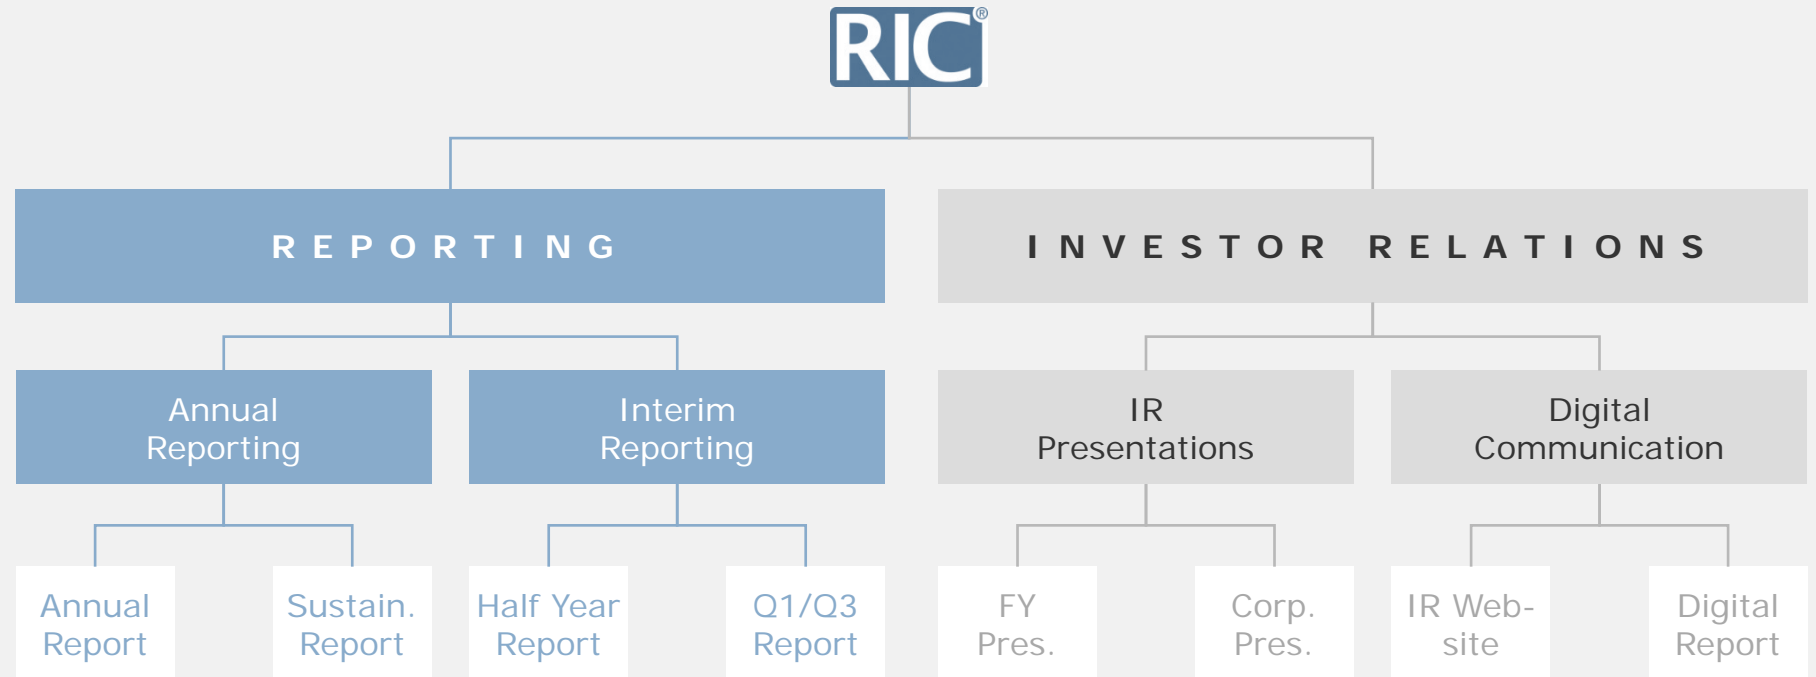 RIC®
REPORTING
INVESTOR RELATIONS
Annual
Reporting
Interim
Reporting
IR
Presentations
Digital
Communication
Annual
Report
Sustain.
Report
Half Year
Report
Q1/Q3
Report
FY
Pres.
Corp.
Pres.
IR Web-
site
Digital
Report